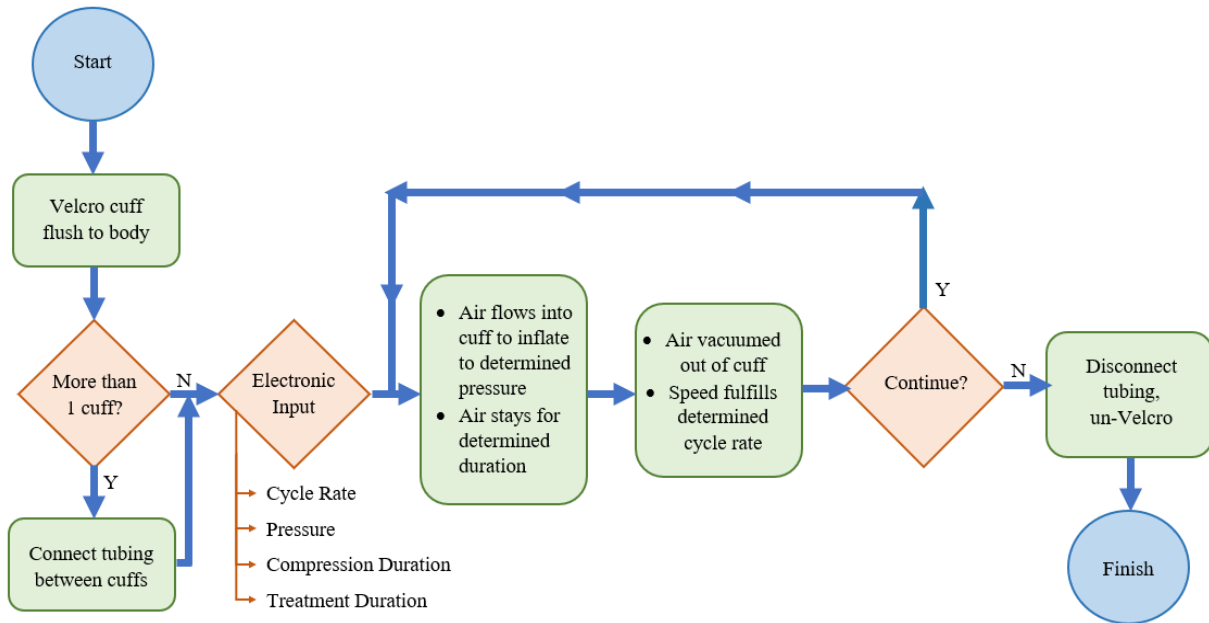 Start
Velcro cuff
flush to body
More than
1 cuff?
N
Y
Connect tubing
between cuffs
Electronic
Input
Cycle Rate
Pressure
Compression Duration
Treatment Duration
• Air flows into
cuff to inflate
to determined
pressure
• Air stays for
determined
duration
• Air vacuumed
out of cuff
• Speed fulfills
determined
cycle rate
Continue?
Y
N
Disconnect
tubing,
un-Velcro
Finish